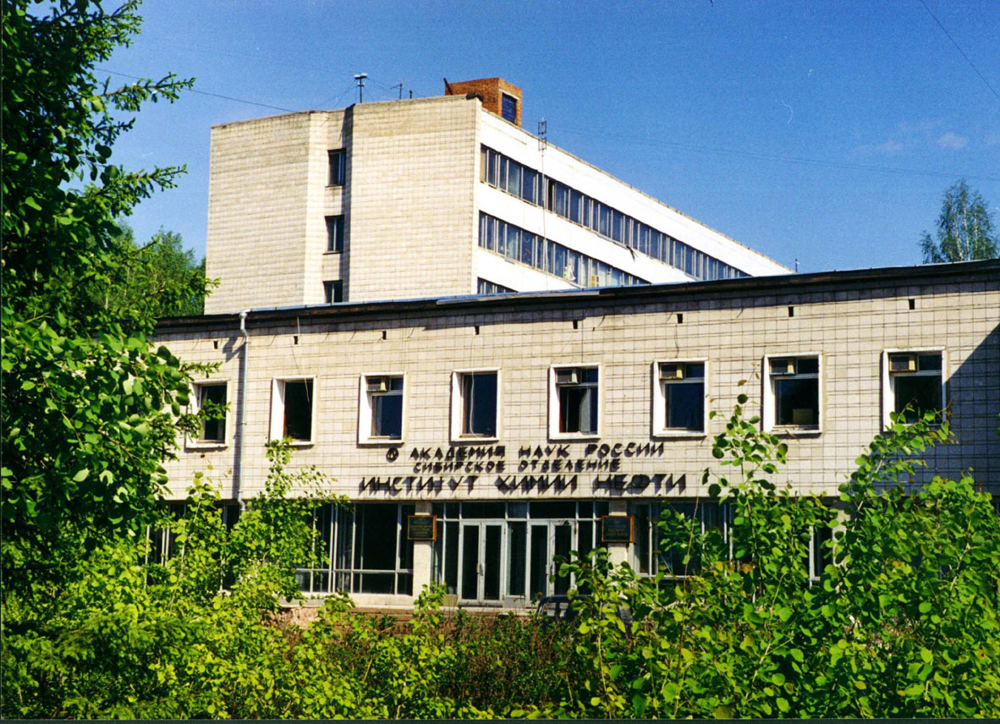 АКАДЕМИЯ НАУК РОССИИ
СИБИРСКОЕ ОТДЕЛЕНИЕ
ИНСТИТУТ ХИМИИ НЕФТИ